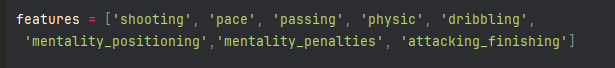 features = ['shooting', 'pace', 'passing', 'physic', 'dribbling',
'mentality_positioning','mentality_penalties', 'attacking_finishing']